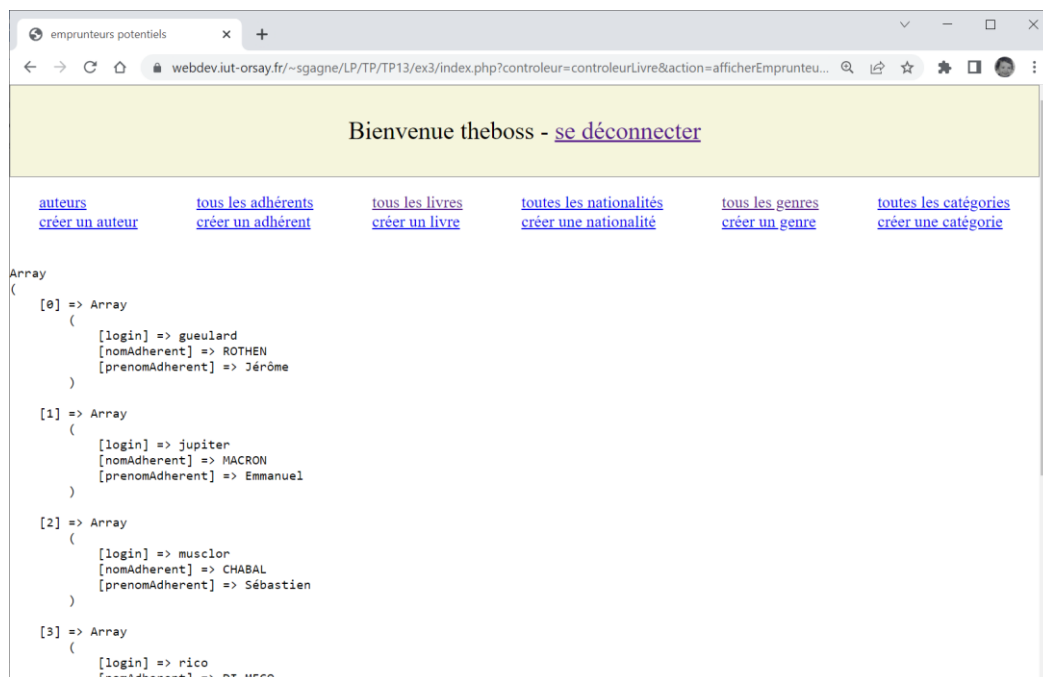 emprunteurs potentiels
webdev.iut-orsay.fr/~sgagne/LP/TP/TP13/ex3/index.php?controleur=controleurLivre&action=afficherEmprunteu...
Bienvenue theboss - se déconnecter
auteurs tous les adhérents tous les livres toutes les nationalités tous les genres toutes les catégories
créer un auteur créer un adhérent créer un livre créer une nationalité créer un genre créer une catégorie
Array
(
[0] => Array
(
[login] => gueulard
[nomAdherent] => ROTHEN
[prenomAdherent] => Jérôme
)
[1] => Array
(
[login] => jupiter
[nomAdherent] => MACRON
[prenomAdherent] => Emmanuel
)
[2] => Array
(
[login] => musclor
[nomAdherent] => CHABAL
[prenomAdherent] => Sébastien
)
[3] => Array
(
[login] => rico